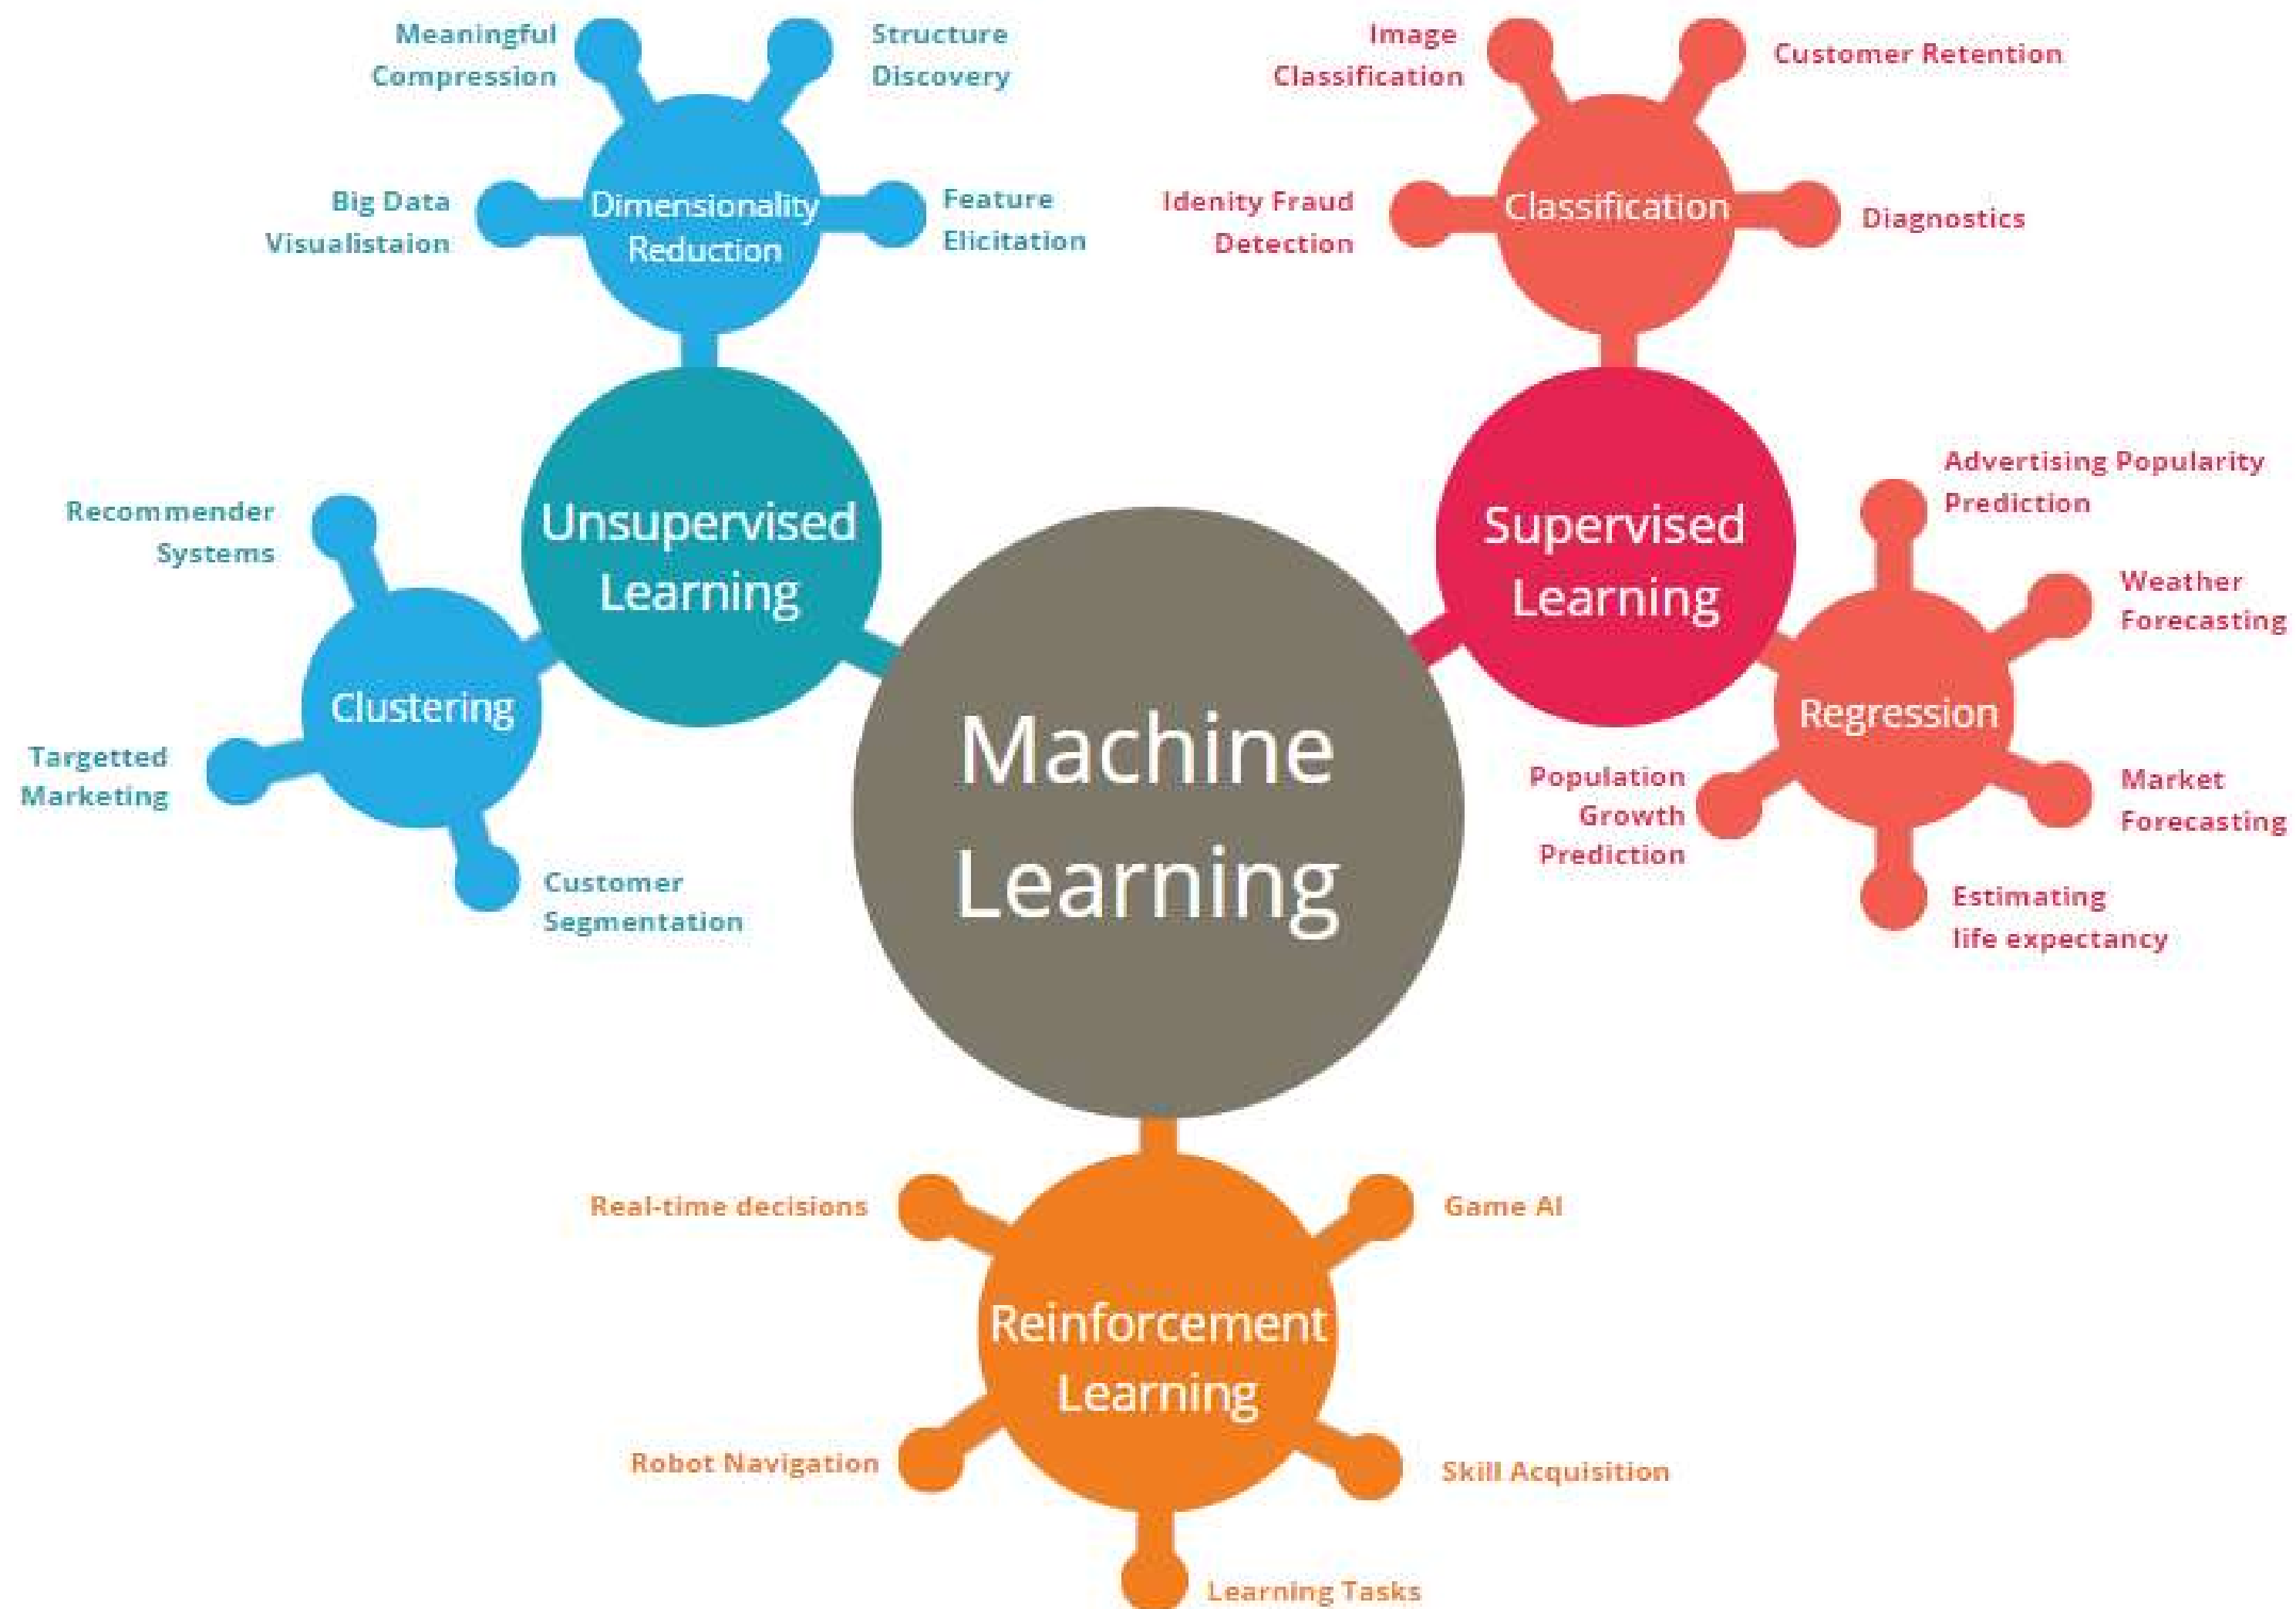 Meaningful
Compression
Structure
Discovery
Big Data
Visualistaion
Dimensionality
Reduction
Feature
Elicitation
Image
Classification
Customer Retention
Idenity Fraud
Detection
Classification
Diagnostics
Recommender
Systems
Unsupervised
Learning
Clustering
Targetted
Marketing
Customer
Segmentation
Machine
Learning
Supervised
Learning
Advertising Popularity
Prediction
Weather
Forecasting
Regression
Population
Growth
Prediction
Market
Forecasting
Estimating
life expectancy
Real-time decisions
Game AI
Reinforcement
Learning
Robot Navigation
Skill Acquisition
Learning Tasks